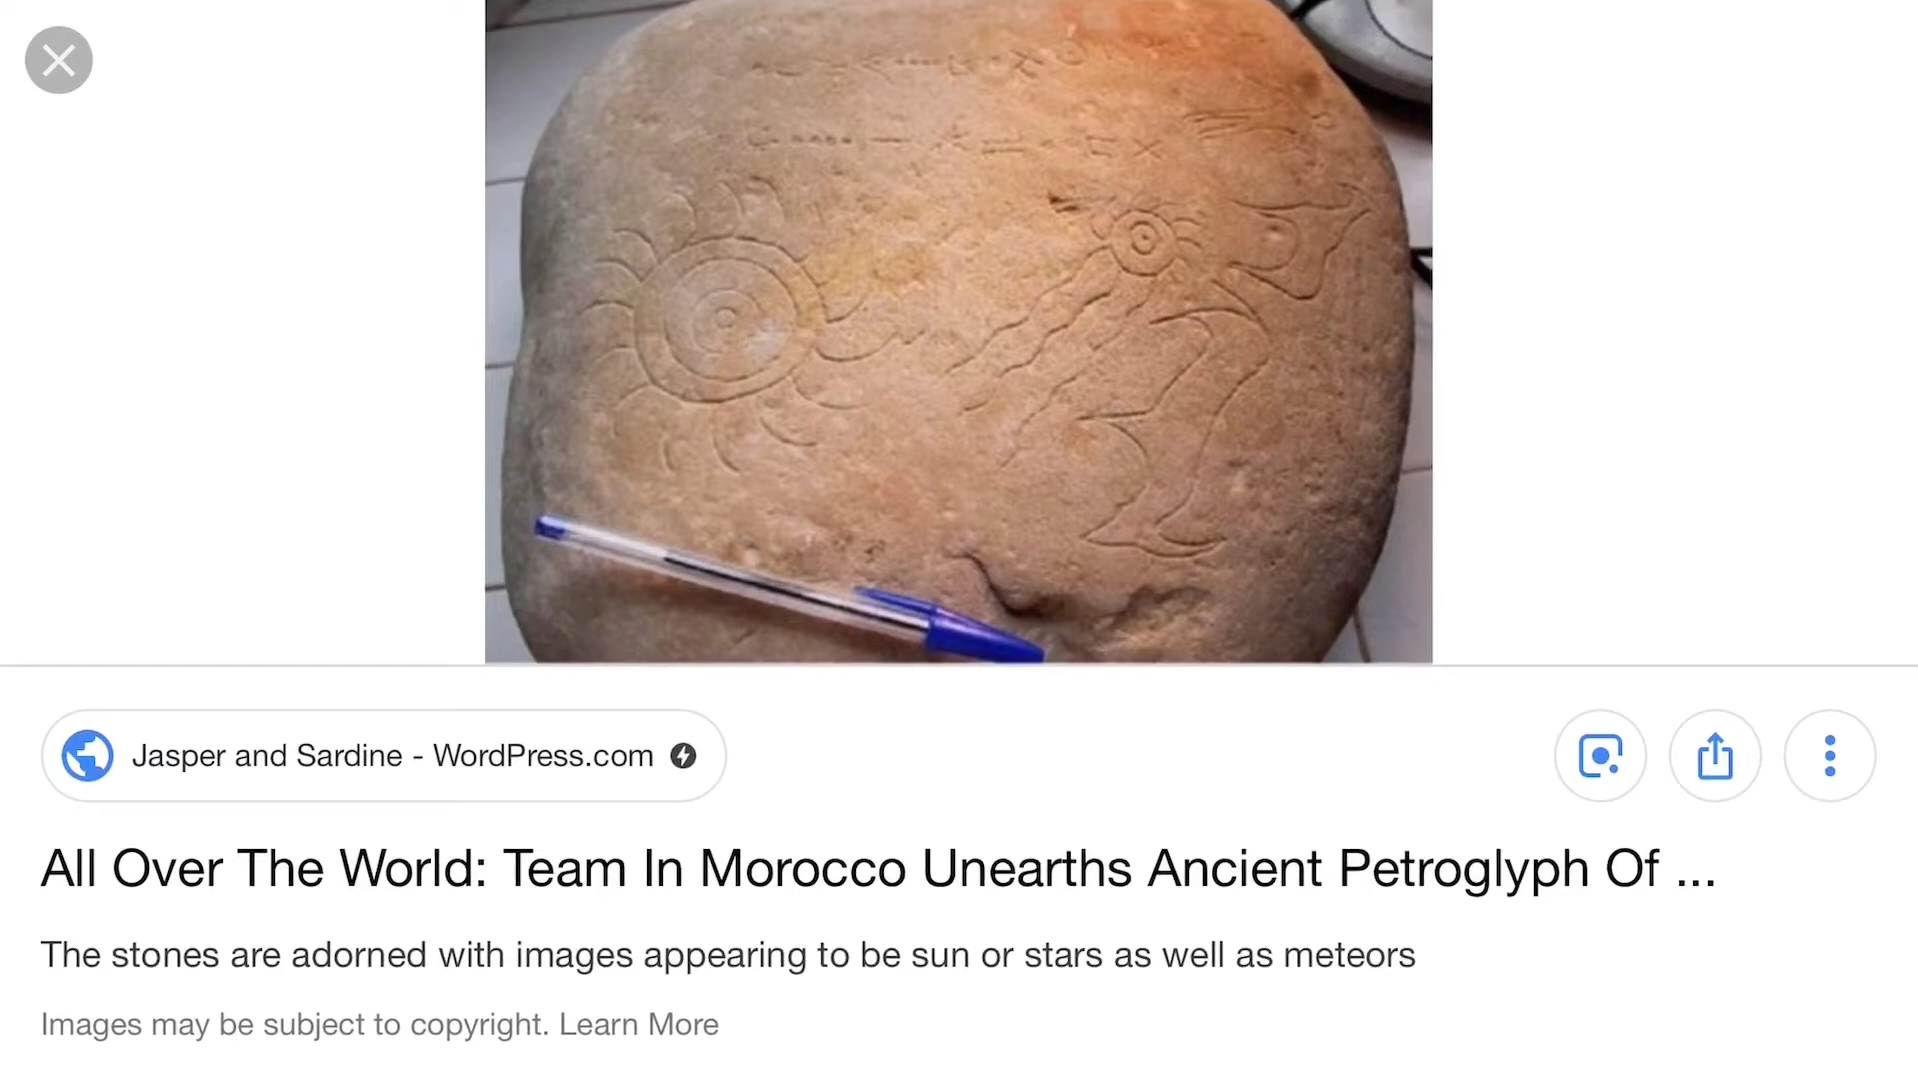 Jasper and Sardine - WordPress.com
All Over The World: Team In Morocco Unearths Ancient Petroglyph Of ...
The stones are adorned with images appearing to be sun or stars as well as meteors
Images may be subject to copyright. Learn More